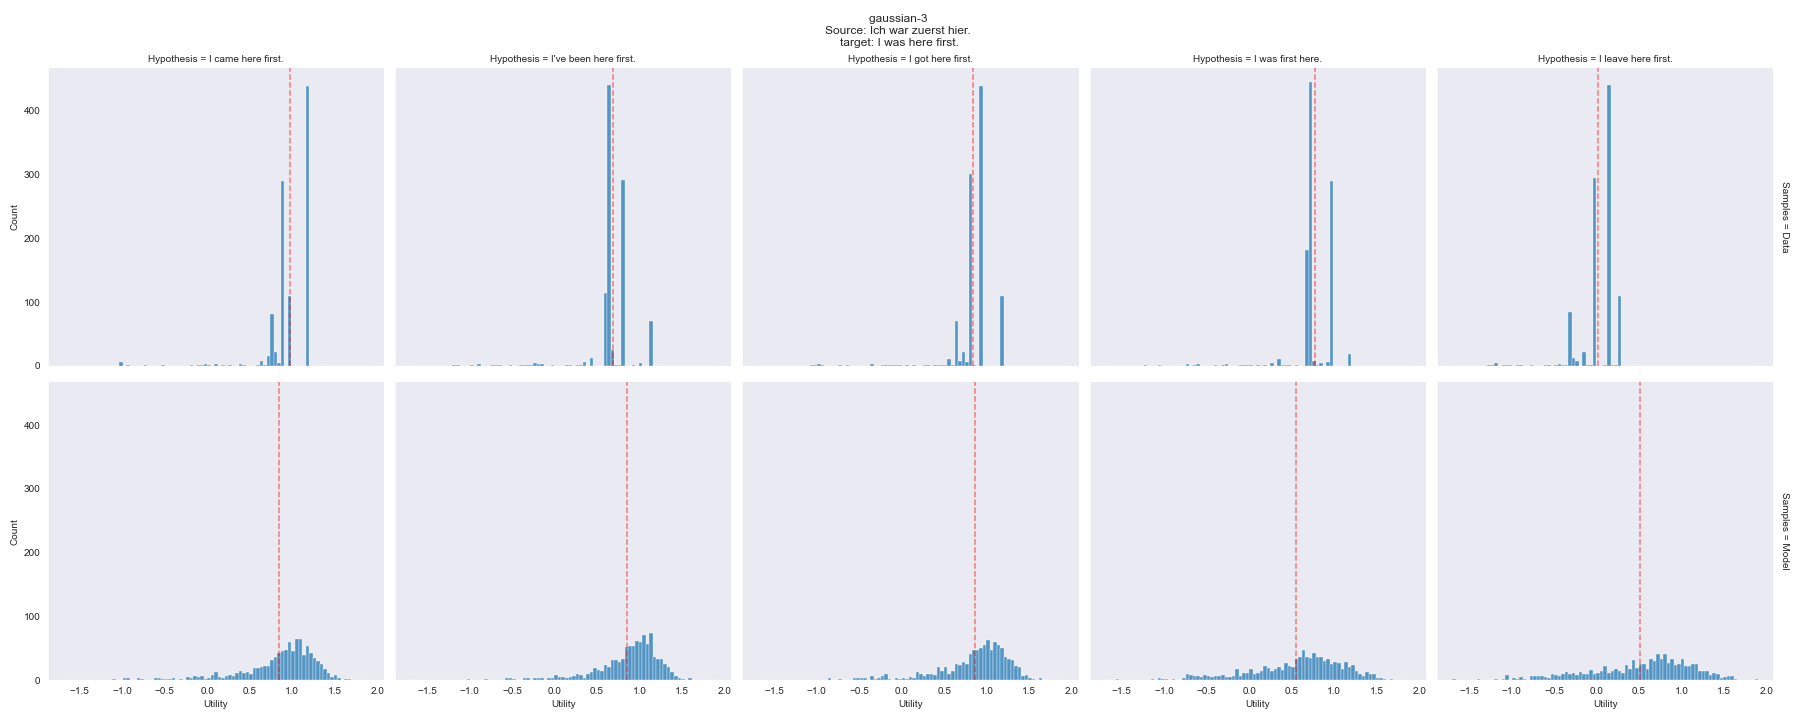 gaussian-3
Source: Ich war zuerst hier.
target: I was here first.
Hypothesis = I came here first.
Hypothesis = I've been here first.
Hypothesis = I got here first.
Hypothesis = I was first here.
Hypothesis = I leave here first.
400
300
200
100
0
Count
Samples = Data
400
300
200
100
0
Count
Samples = Model
−1.5 −1.0 −0.5 0.0 0.5 1.0 1.5 2.0
−1.5 −1.0 −0.5 0.0 0.5 1.0 1.5 2.0
−1.5 −1.0 −0.5 0.0 0.5 1.0 1.5 2.0
−1.5 −1.0 −0.5 0.0 0.5 1.0 1.5 2.0
−1.5 −1.0 −0.5 0.0 0.5 1.0 1.5 2.0
Utility
Utility
Utility
Utility
Utility